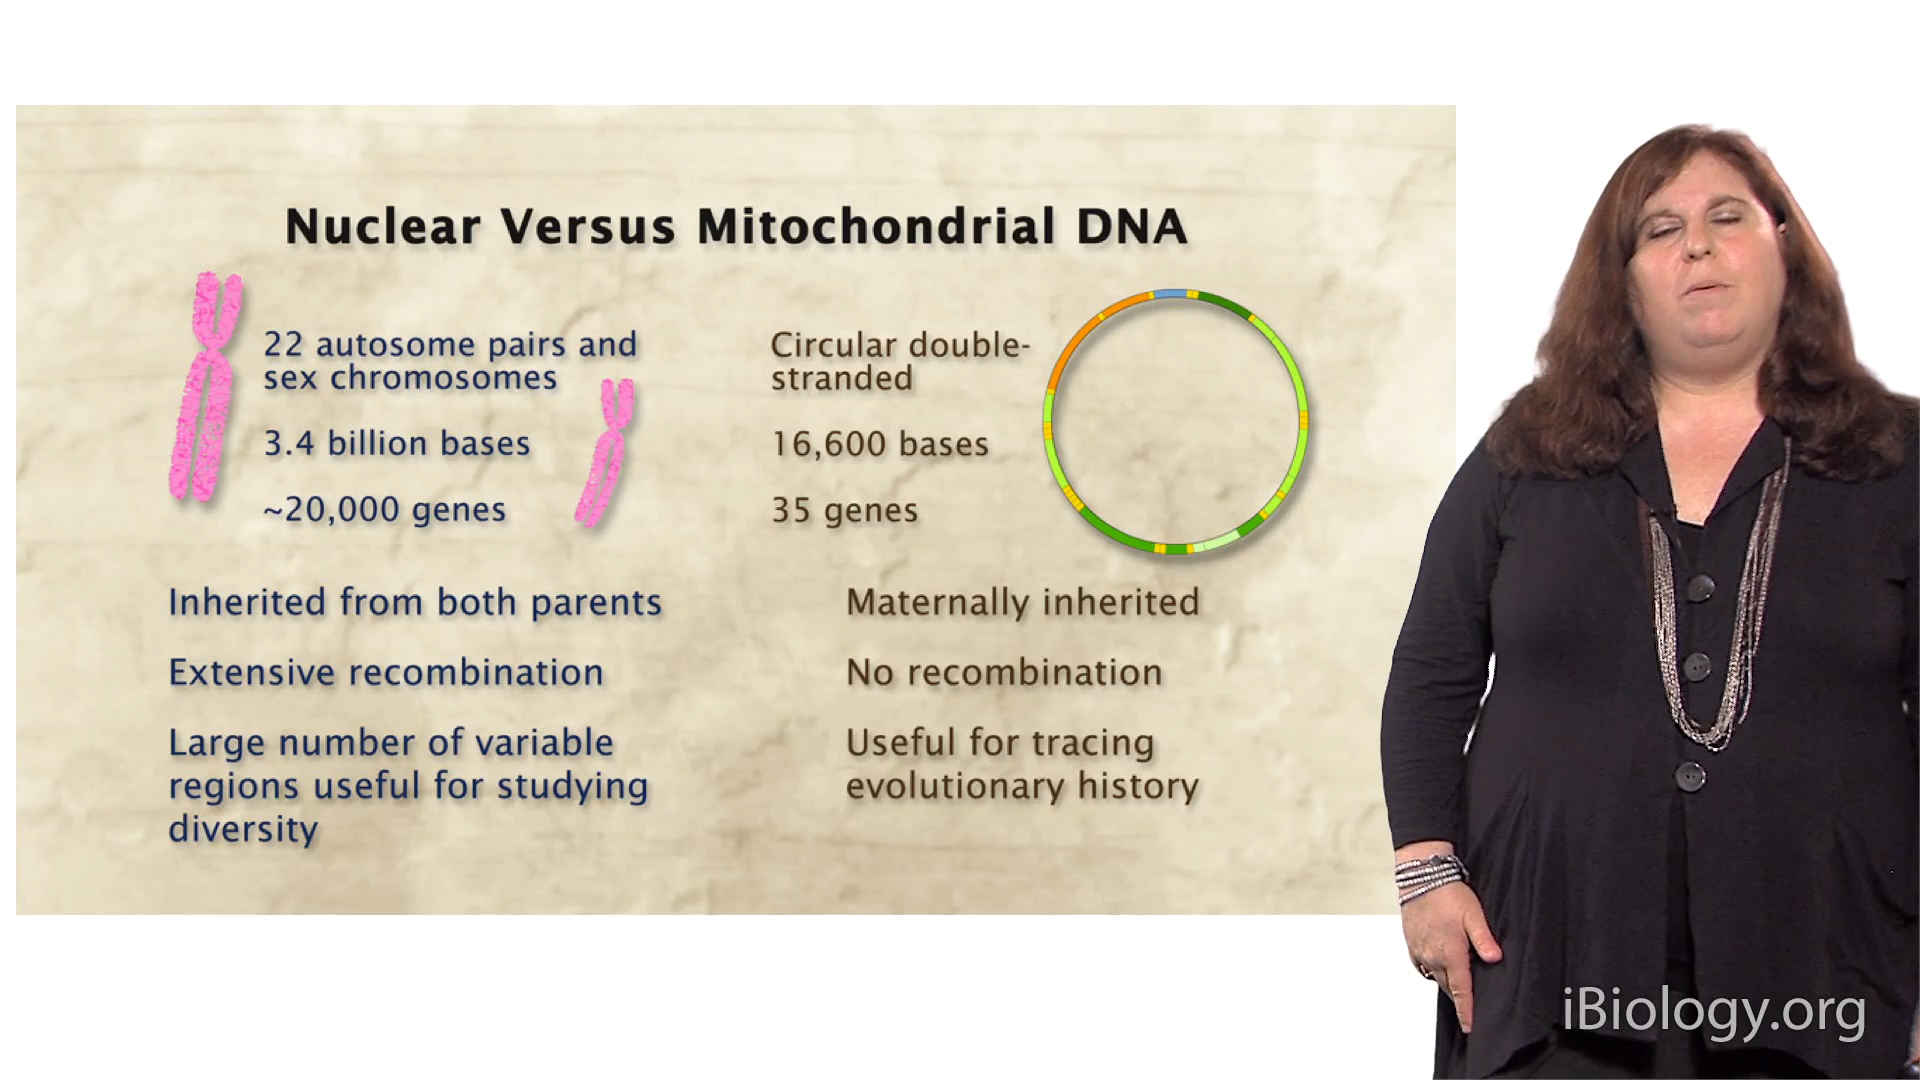 Nuclear Versus Mitochondrial DNA
22 autosome pairs and
sex chromosomes
3.4 billion bases
~20,000 genes
Circular double-
stranded
16,600 bases
35 genes
Inherited from both parents
Extensive recombination
Large number of variable
regions useful for studying
diversity
Maternally inherited
No recombination
Useful for tracing
evolutionary history
iBiology.org